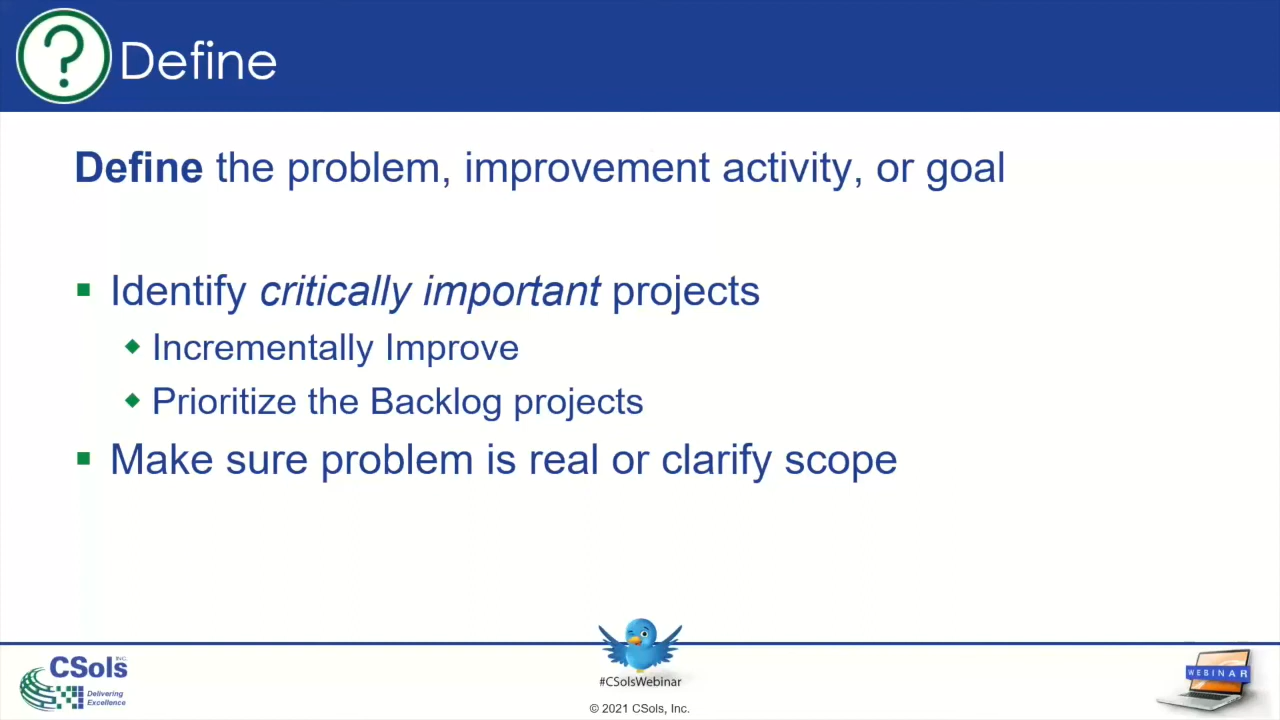 ?
Define
Define the problem, improvement activity, or goal
Identify critically important projects
Incrementally Improve
Prioritize the Backlog projects
Make sure problem is real or clarify scope
CSols INC.
Delivering
Excellence
#CSolsWebinar
© 2021 CSols, Inc.
WEBINAR